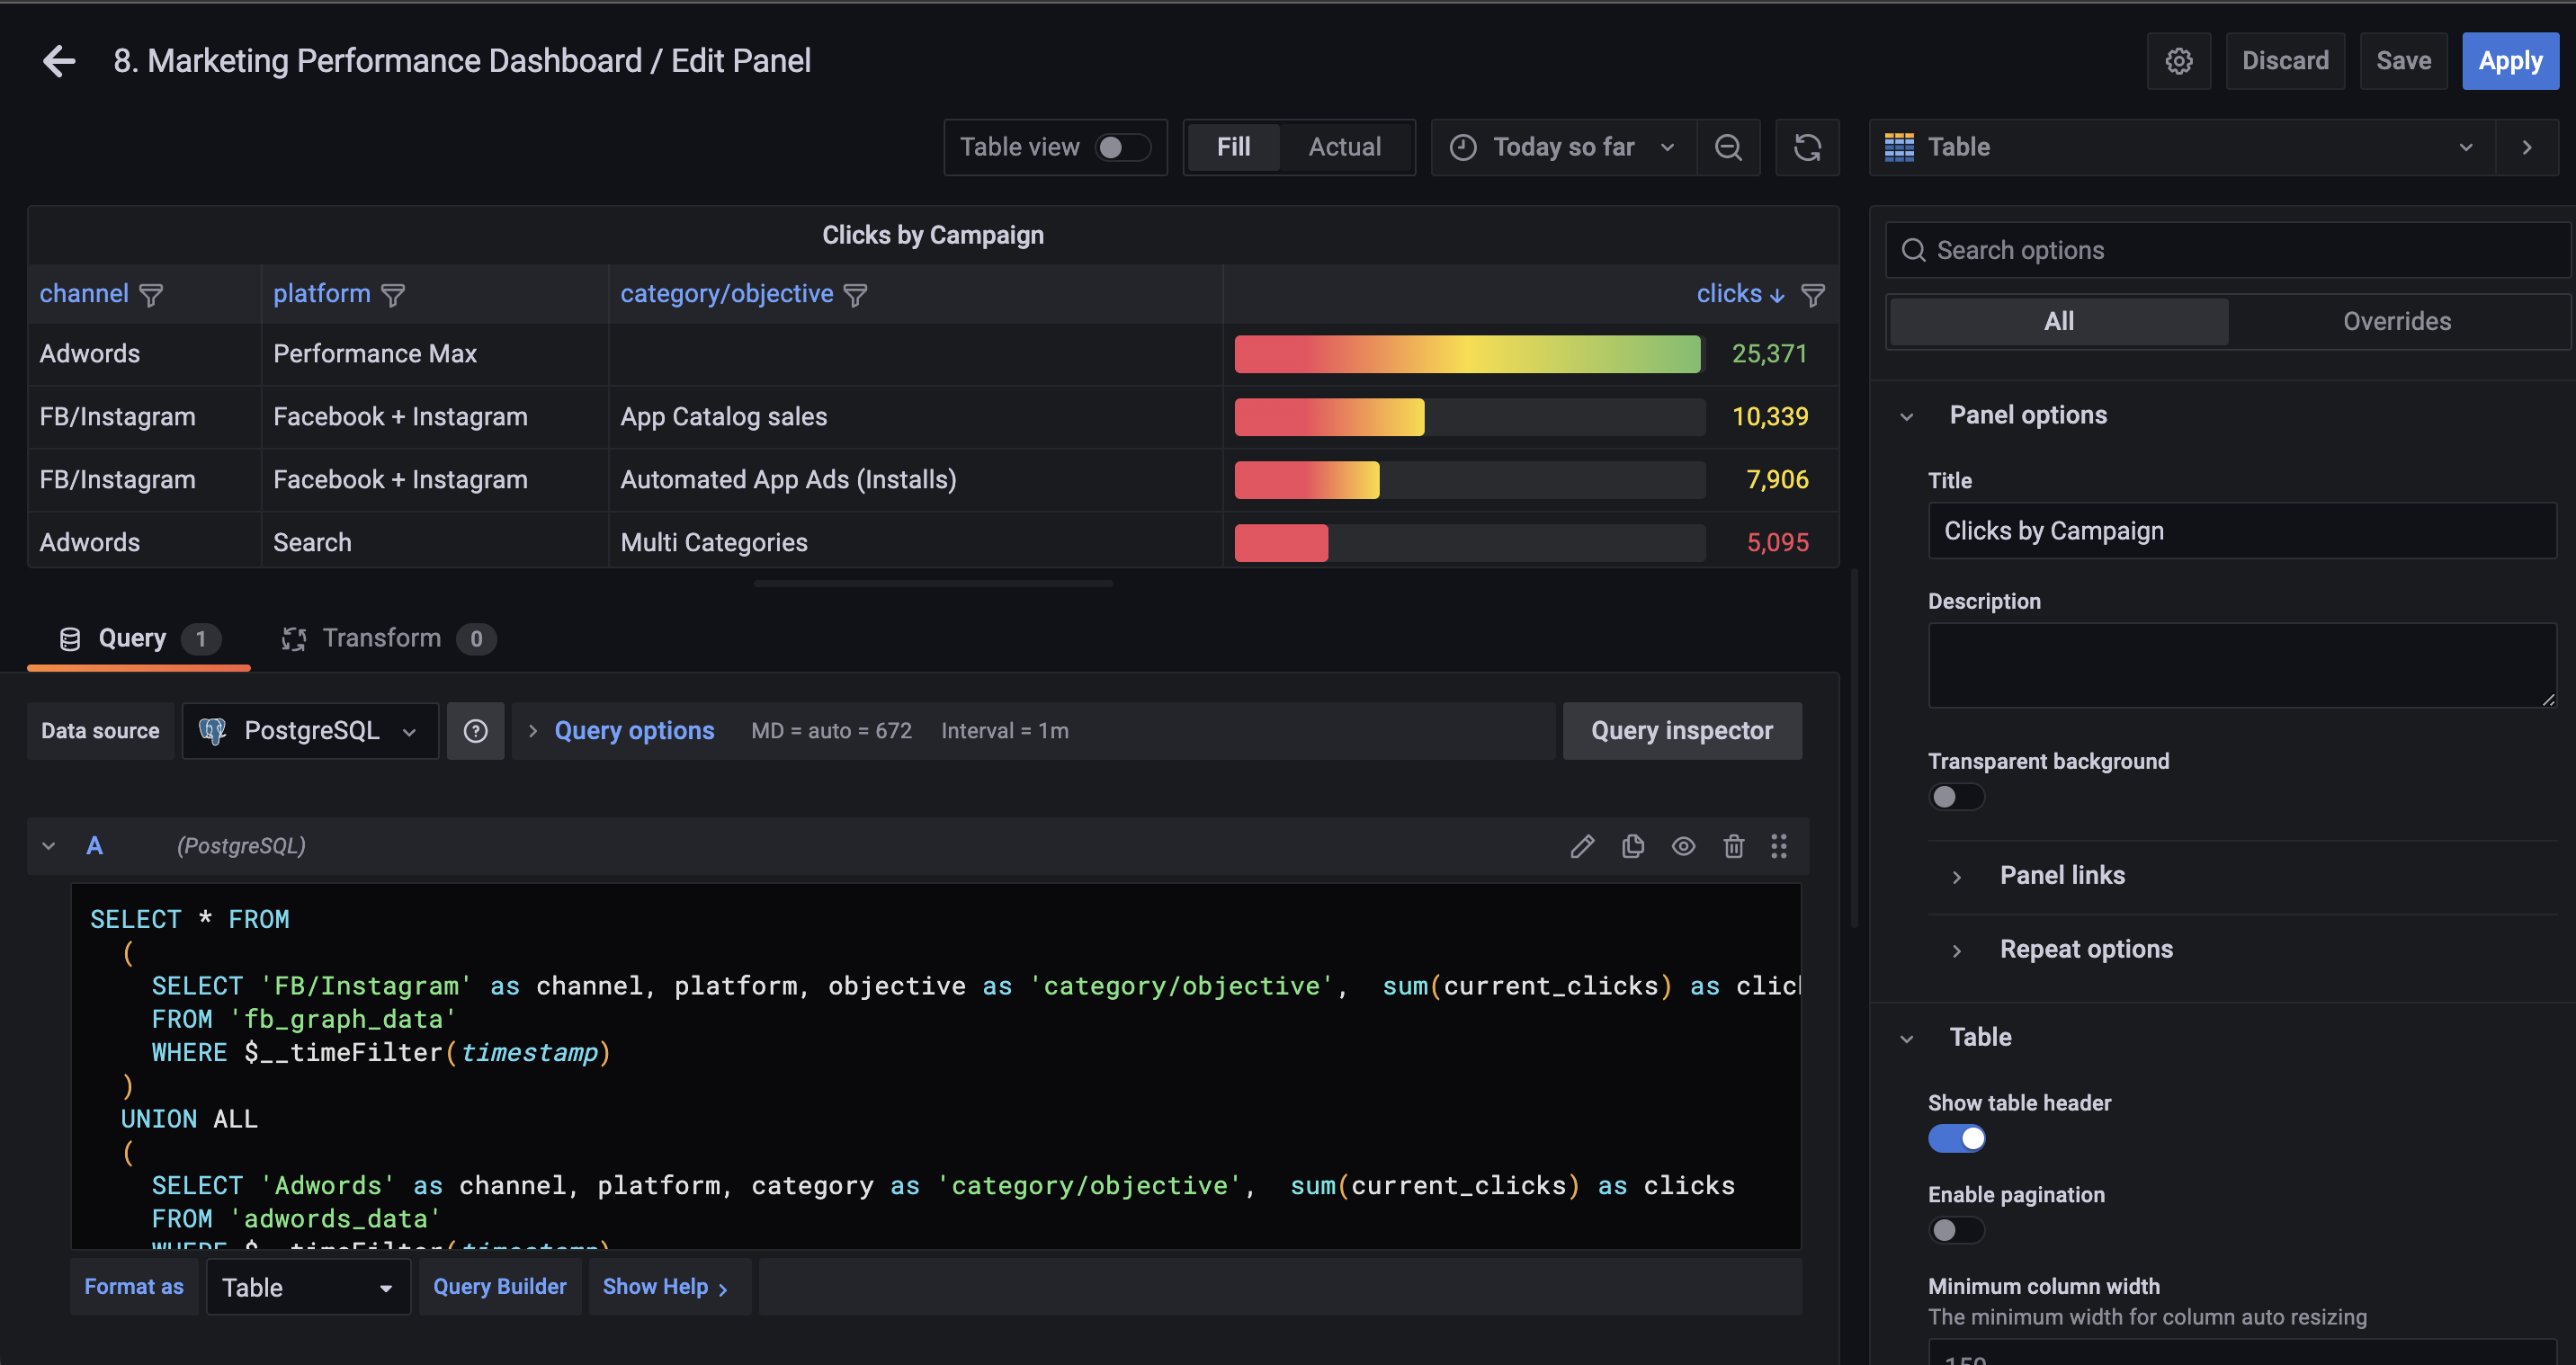 8. Marketing Performance Dashboard / Edit Panel
Discard
Save
Apply
Table view
Fill
Actual
Today so far
Table
Clicks by Campaign
channel
platform
category/objective
clicks
Adwords
Performance Max
25,371
FB/Instagram
Facebook + Instagram
App Catalog sales
10,339
FB/Instagram
Facebook + Instagram
Automated App Ads (Installs)
7,906
Adwords
Search
Multi Categories
5,095
Query 1
Transform 0
Data source
PostgreSQL
Query options
MD = auto = 672
Interval = 1m
Query inspector
A
(PostgreSQL)
SELECT * FROM
(
SELECT 'FB/Instagram' as channel, platform, objective as 'category/objective', sum(current_clicks) as clic
FROM 'fb_graph_data'
WHERE $__timeFilter(timestamp)
)
UNION ALL
(
SELECT 'Adwords' as channel, platform, category as 'category/objective', sum(current_clicks) as clicks
FROM 'adwords_data'
WHERE $__timeFilter(timestamp)
Format as
Table
Query Builder
Show Help
Search options
All
Overrides
Panel options
Title
Clicks by Campaign
Description
Transparent background
Panel links
Repeat options
Table
Show table header
Enable pagination
Minimum column width
The minimum width for column auto resizing
150